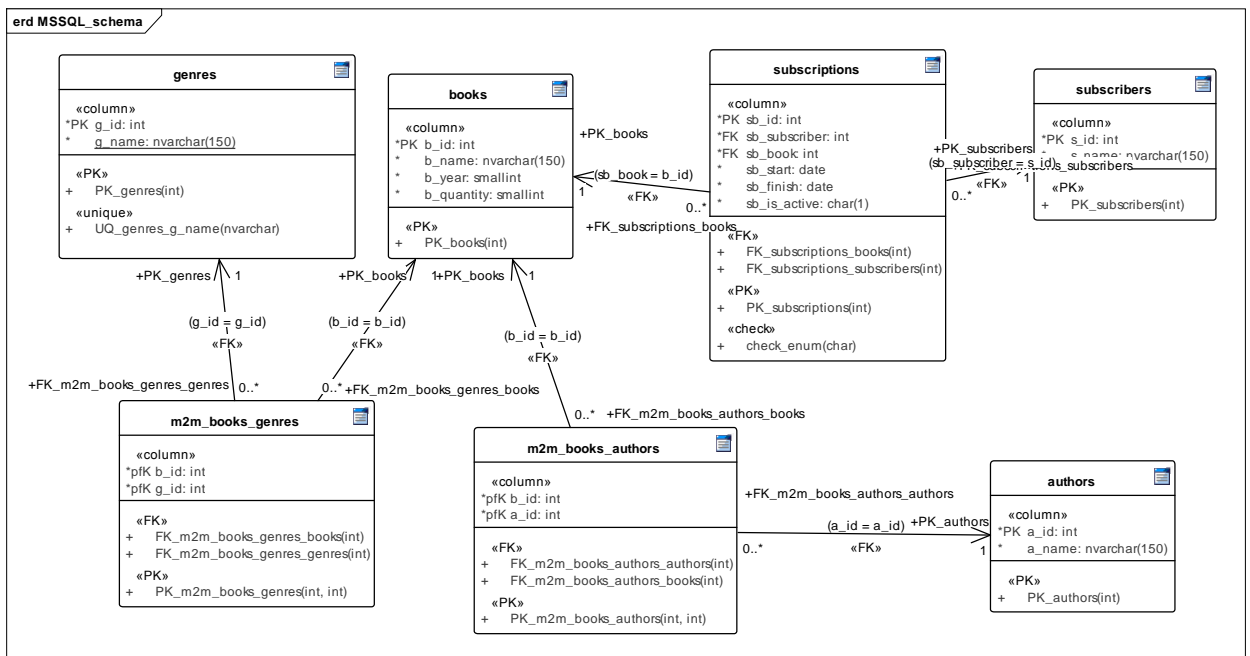 erd MSSQL_schema
genres
«column»
*PK g_id: int
* g_name: nvarchar(150)
«PK»
+ PK_genres(int)
«unique»
+ UQ_genres_g_name(nvarchar)
books
«column»
*PK b_id: int
* b_name: nvarchar(150)
* b_year: smallint
* b_quantity: smallint
«PK»
+ PK_books(int)
subscriptions
«column»
*PK sb_id: int
*FK sb_subscriber: int
*FK sb_book: int
* sb_start: date
* sb_finish: date
* sb_is_active: char(1)
«FK»
+ FK_subscriptions_books(int)
+ FK_subscriptions_subscribers(int)
«PK»
+ PK_subscriptions(int)
«check»
+ check_enum(char)
subscribers
«column»
*PK s_id: int
* s_name: nvarchar(150)
«PK»
+ PK_subscribers(int)
+PK_books
(sb_book = b_id)
1
«FK»
0..*
+FK_subscriptions_books
+PK_subscribers
(sb_subscriber = s_id)
«FK»
1
0..*
+PK_genres
1
(g_id = g_id)
«FK»
+FK_m2m_books_genres_genres
0..*
+PK_books
1
(b_id = b_id)
«FK»
0..*
+FK_m2m_books_genres_books
+PK_books
1
(b_id = b_id)
«FK»
0..*
+FK_m2m_books_authors_books
m2m_books_genres
«column»
*pfK b_id: int
*pfK g_id: int
«FK»
+ FK_m2m_books_genres_books(int)
+ FK_m2m_books_genres_genres(int)
«PK»
+ PK_m2m_books_genres(int, int)
m2m_books_authors
«column»
*pfK b_id: int
*pfK a_id: int
«FK»
+ FK_m2m_books_authors_authors(int)
+ FK_m2m_books_authors_books(int)
«PK»
+ PK_m2m_books_authors(int, int)
+FK_m2m_books_authors_authors
(a_id = a_id)
+PK_authors
0..*
«FK»
1
authors
«column»
*PK a_id: int
* a_name: nvarchar(150)
«PK»
+ PK_authors(int)